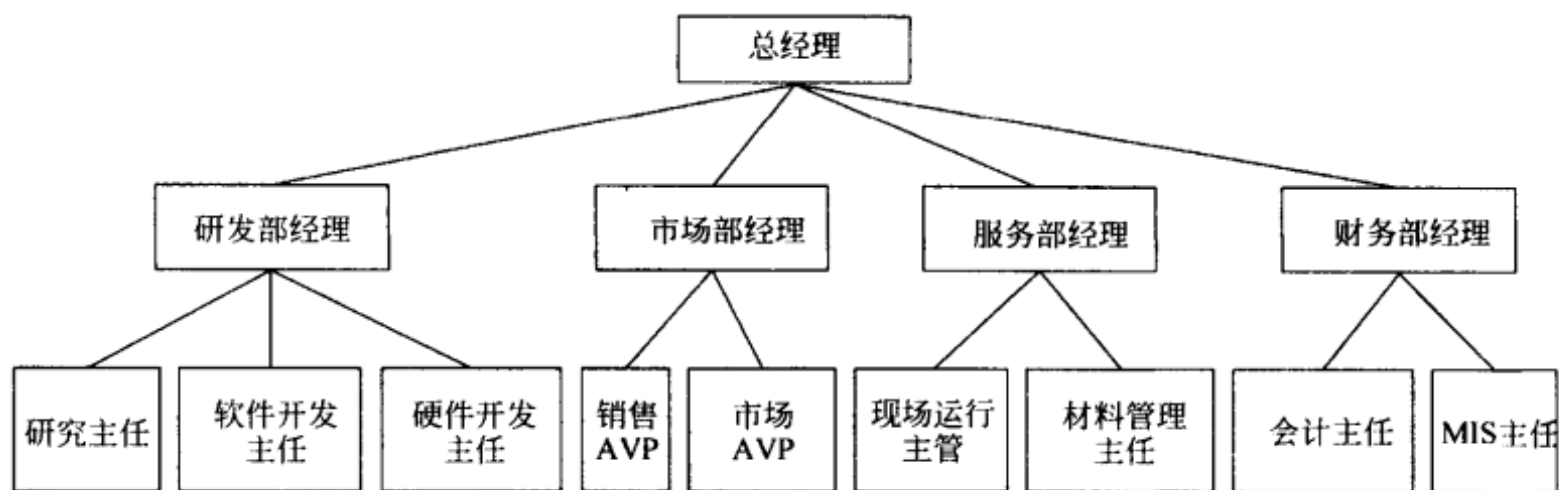 总经理
研发部经理
市场部经理
服务部经理
财务部经理
研究主任
软件开发
主任
硬件开发
主任
销售
AVP
市场
AVP
现场运行
主管
材料管理
主任
会计主任
MIS主任